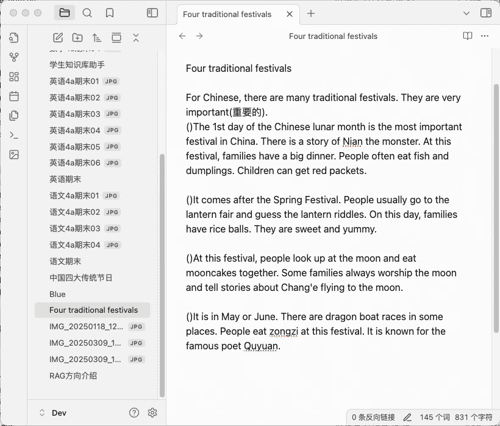 Four traditional festivals
Four traditional festivals
学生知识库助手
英语4a期末01 JPG
英语4a期末02 JPG
英语4a期末03 JPG
英语4a期末04 JPG
英语4a期末05 JPG
英语4a期末06 JPG
英语期末
语文4a期末01 JPG
语文4a期末02 JPG
语文4a期末03 JPG
语文4a期末04 JPG
语文期末
中国四大传统节日
Blue
Four traditional festivals
IMG_20250118_12... JPG
IMG_20250309_1... JPG
IMG_20250309_1... JPG
RAG方向介绍
Dev
Four traditional festivals
For Chinese, there are many traditional festivals. They are very
important(重要的).
()The 1st day of the Chinese lunar month is the most important
festival in China. There is a story of Nian the monster. At this
festival, families have a big dinner. People often eat fish and
dumplings. Children can get red packets.
()It comes after the Spring Festival. People usually go to the
lantern fair and guess the lantern riddles. On this day, families
have rice balls. They are sweet and yummy.
()At this festival, people look up at the moon and eat
mooncakes together. Some families always worship the moon
and tell stories about Chang'e flying to the moon.
()It is in May or June. There are dragon boat races in some
places. People eat zongzi at this festival. It is known for the
famous poet Quyuan.
0 条反向链接 145 个词 831 个字符